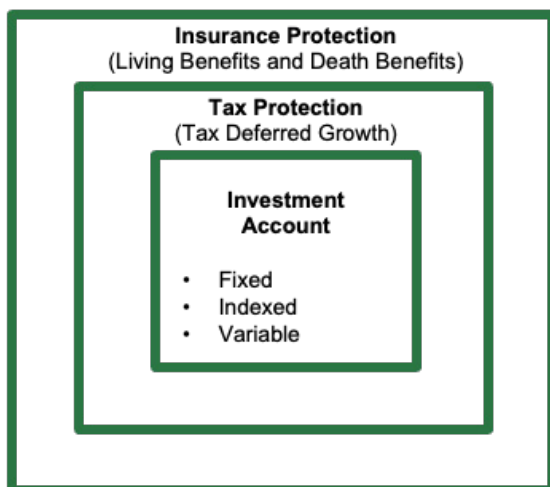 Insurance Protection
(Living Benefits and Death Benefits)
Tax Protection
(Tax Deferred Growth)
Investment
Account
• Fixed
• Indexed
• Variable